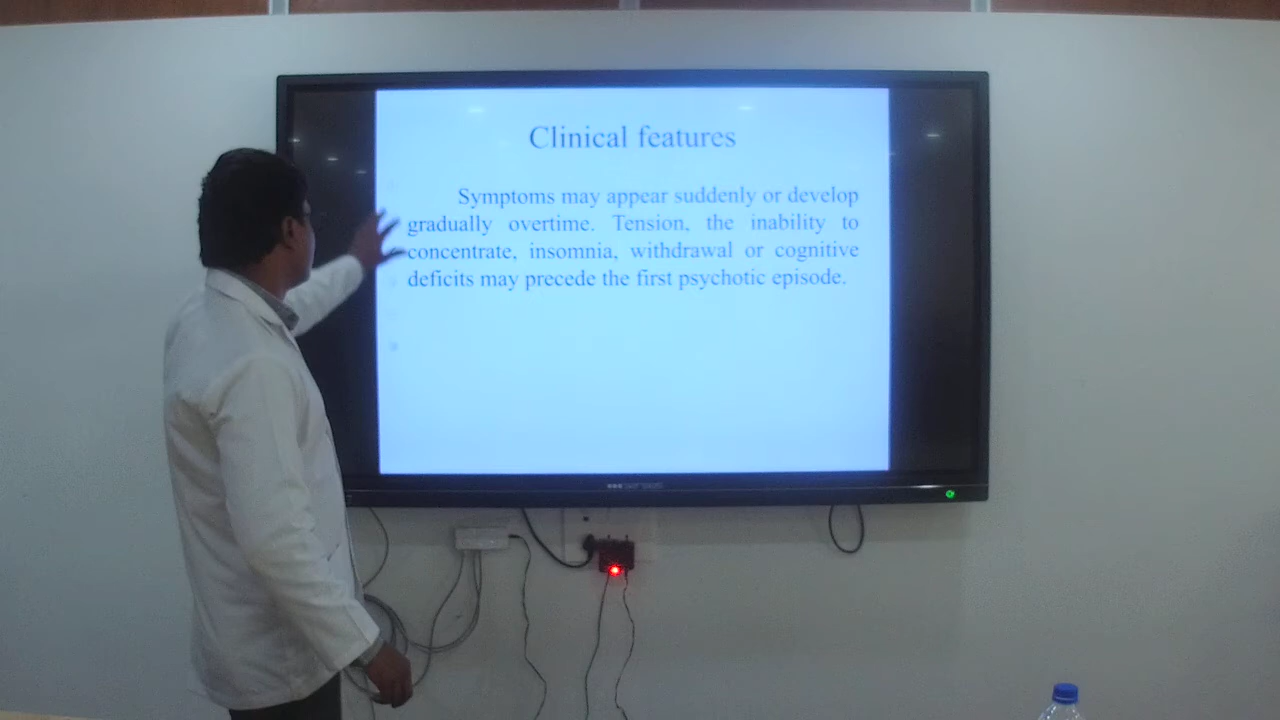 Clinical features
Symptoms may appear suddenly or develop
gradually overtime. Tension, the inability to
concentrate, insomnia, withdrawal or cognitive
deficits may precede the first psychotic episode.